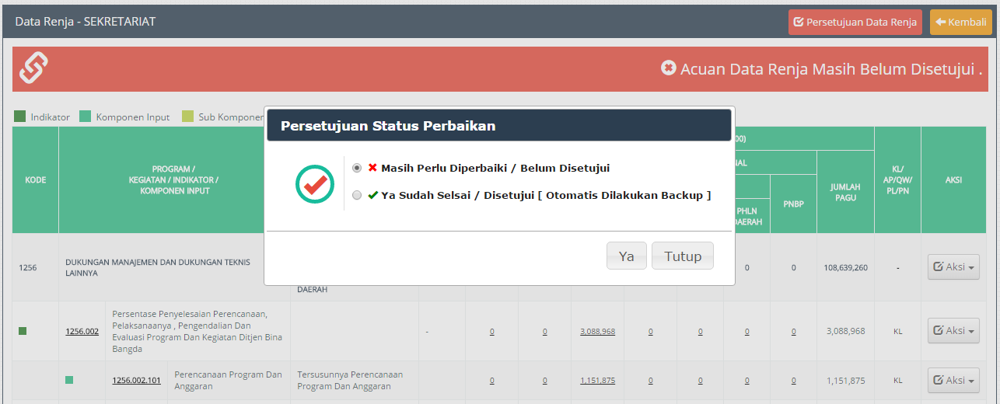 Data Renja - SEKRETARIAT
Persetujuan Data Renja
Kembali
Acuan Data Renja Masih Belum Disetujui .
Indikator
Komponen Input
Sub Komponen
Persetujuan Status Perbaikan
Masih Perlu Diperbaiki / Belum Disetujui
Ya Sudah Selsai / Disetujui [ Otomatis Dilakukan Backup ]
Ya
Tutup
KODE
PROGRAM /
KEGIATAN / INDIKATOR /
KOMPONEN INPUT
00)
NAL
PHLN
DAERAH
PNBP
JUMLAH
PAGU
KL/
AP/QW/
PL/PN
AKSI
1256
DUKUNGAN MANAJEMEN DAN DUKUNGAN TEKNIS
LAINNYA
DAERAH
0
0
108,639,260
-
Aksi
1256.002
Persentase Penyelesaian Perencanaan,
Pelaksanaanya , Pengendalian Dan
Evaluasi Program Dan Kegiatan Ditjen Bina
Bangda
-
0
0
3,088,968
0
0
0
0
3,088,968
KL
Aksi
1256.002.101
Perencanaan Program Dan
Anggaran
Tersusunnya Perencanaan
Program Dan Anggaran
0
0
1,151,875
0
0
0
0
1,151,875
KL
Aksi